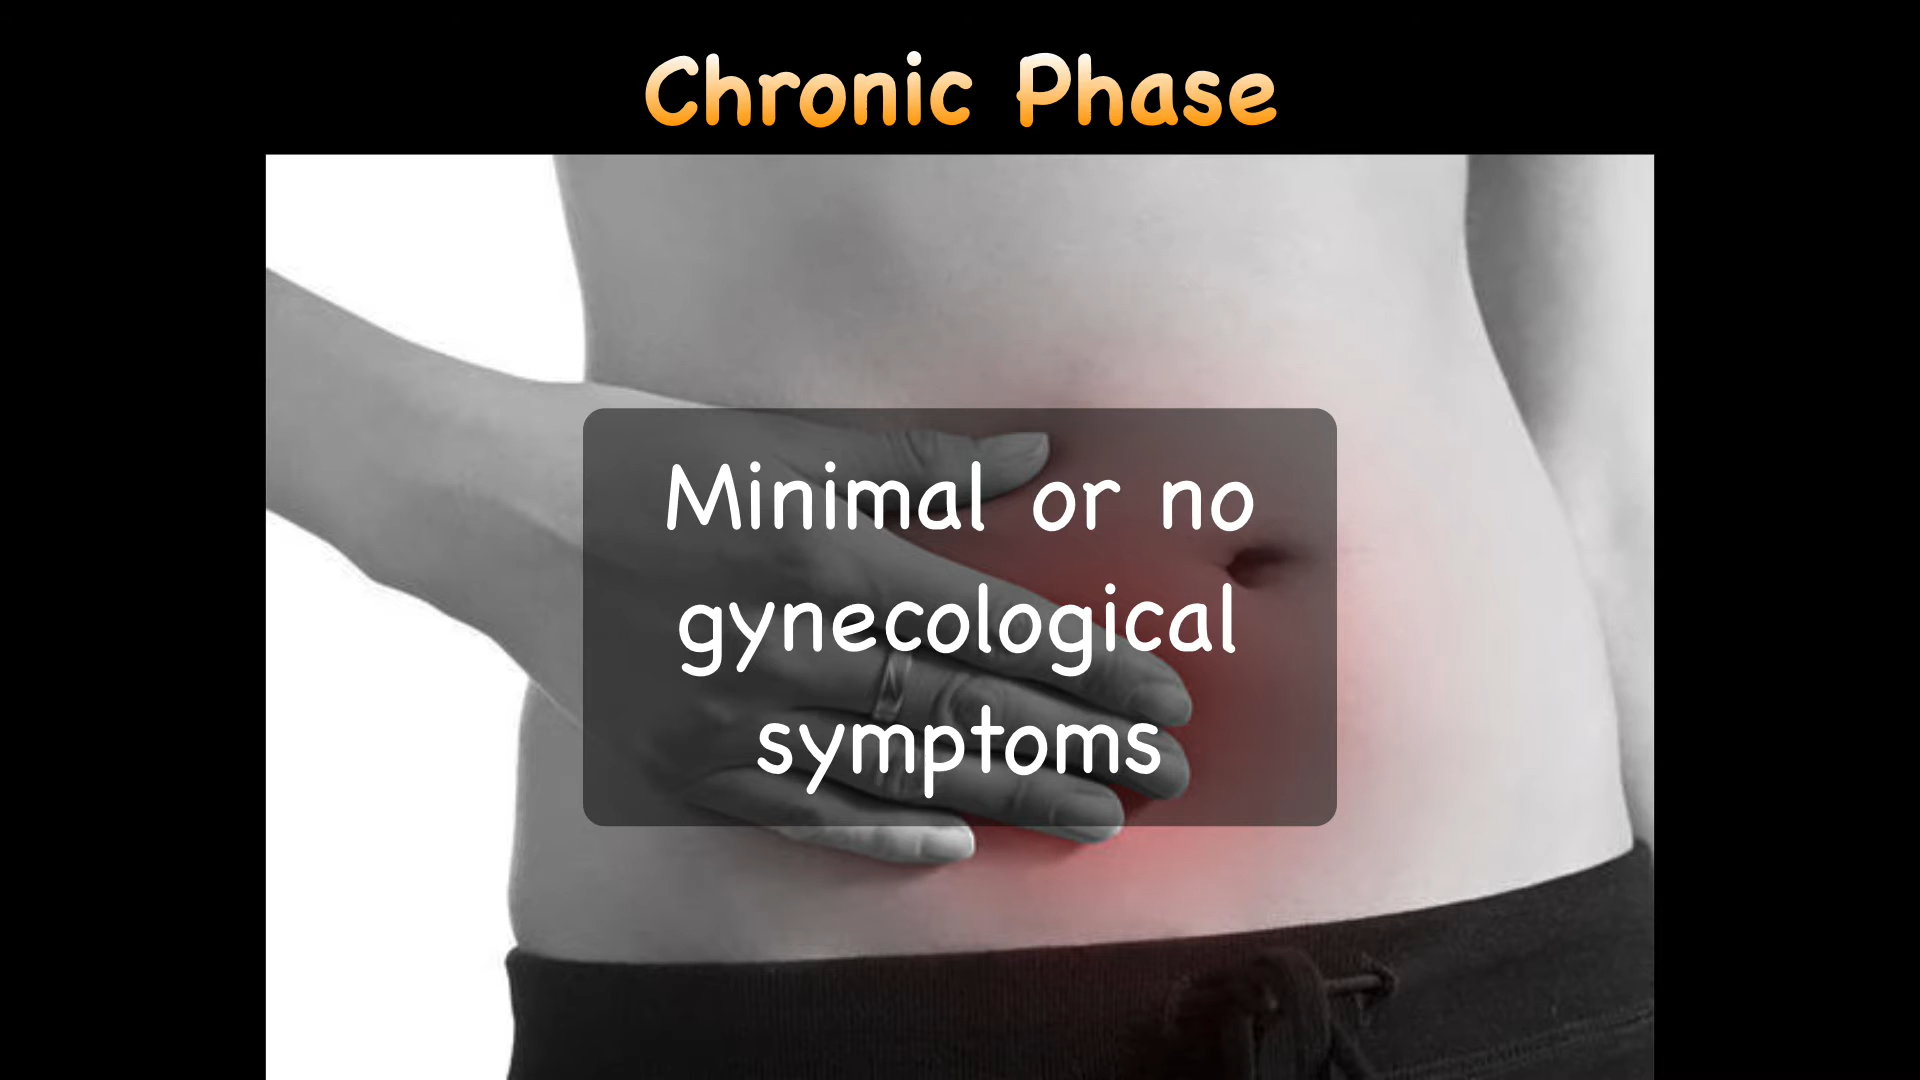 Chronic Phase
Minimal or no
gynecological
symptoms